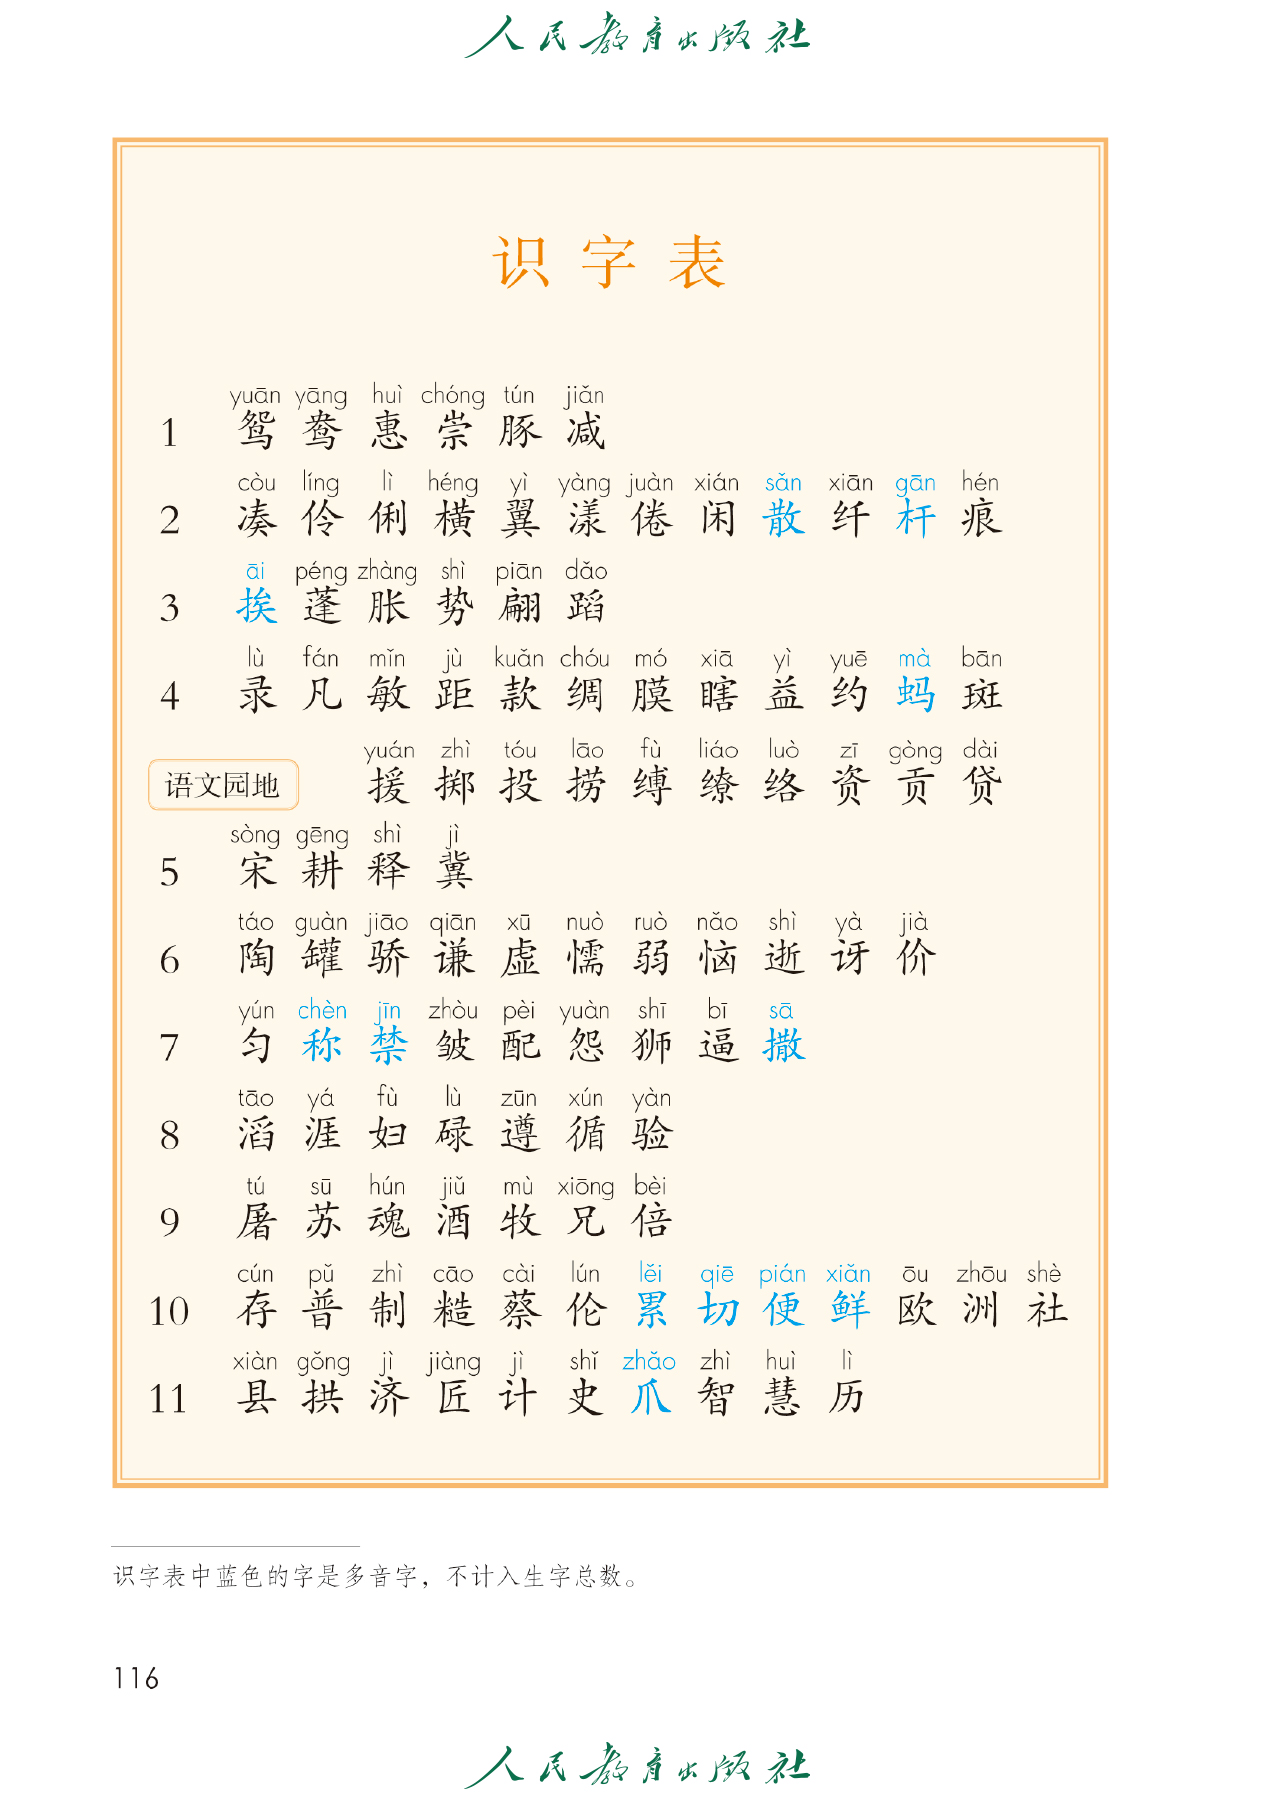 人民教育出版社
识字表
yuān yāng huì chóng tún jiǎn
1 鸳 鸯 惠 崇 豚 减
còu líng lì héng yì yàng juàn xián sǎn xiān gān hén
2 凑 伶 俐 横 翼 漾 倦 闲 散 纤 杆 痕
āi péng zhàng shì piān dǎo
3 挨 蓬 胀 势 翩 蹈
lù fán mǐn jù kuǎn chóu mó xiā yì yuē mà bān
4 录 凡 敏 距 款 绸 膜 瞎 益 约 蚂 斑
yuán zhì tóu lāo fù liáo luò zī gòng dài
语文园地 援 掷 投 捞 缚 缭 络 资 贡 贷
sòng gēng shì jì
5 宋 耕 释 冀
táo guàn jiāo qiān xū nuò ruò nǎo shì yà jià
6 陶 罐 骄 谦 虚 懦 弱 恼 逝 讶 价
yún chèn jīn zhòu pèi yuàn shī bī sā
7 匀 称 禁 皱 配 怨 狮 逼 撒
tāo yá fù lù zūn xún yàn
8 滔 涯 妇 碌 遵 循 验
tú sū hún jiǔ mù xiōng bèi
9 屠 苏 魂 酒 牧 兄 倍
cún pǔ zhì cāo cài lún lěi qiē pián xiǎn ōu zhōu shè
10 存 普 制 糙 蔡 伦 累 切 便 鲜 欧 洲 社
xiàn gǒng jì jiàng jì shǐ zhǎo zhì huì lì
11 县 拱 济 匠 计 史 爪 智 慧 历
识字表中蓝色的字是多音字，不计入生字总数。
116
人民教育出版社